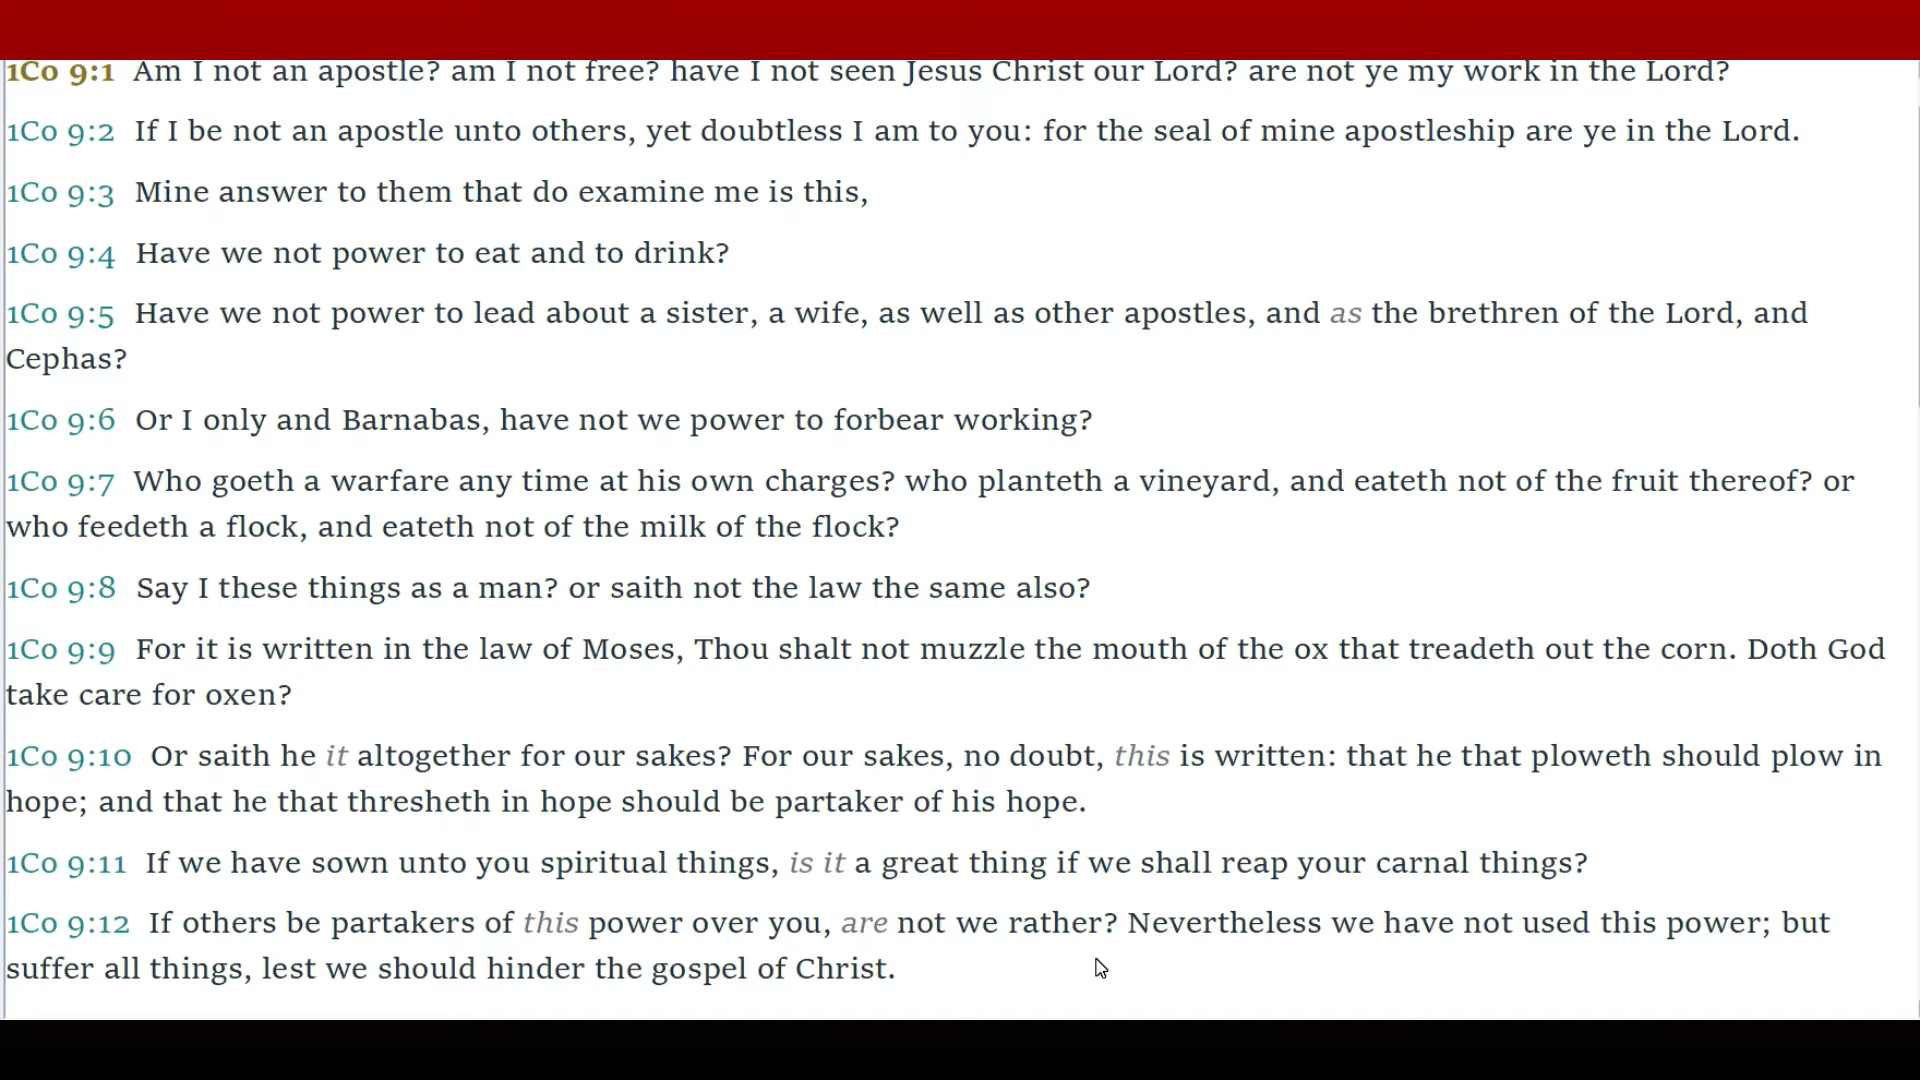 1Co 9:1 Am I not an apostle? am I not free? have I not seen Jesus Christ our Lord? are not ye my work in the Lord?
1Co 9:2 If I be not an apostle unto others, yet doubtless I am to you: for the seal of mine apostleship are ye in the Lord.
1Co 9:3 Mine answer to them that do examine me is this,
1Co 9:4 Have we not power to eat and to drink?
1Co 9:5 Have we not power to lead about a sister, a wife, as well as other apostles, and as the brethren of the Lord, and
Cephas?
1Co 9:6 Or I only and Barnabas, have not we power to forbear working?
1Co 9:7 Who goeth a warfare any time at his own charges? who planteth a vineyard, and eateth not of the fruit thereof? or
who feedeth a flock, and eateth not of the milk of the flock?
1Co 9:8 Say I these things as a man? or saith not the law the same also?
1Co 9:9 For it is written in the law of Moses, Thou shalt not muzzle the mouth of the ox that treadeth out the corn. Doth God
take care for oxen?
1Co 9:10 Or saith he it altogether for our sakes? For our sakes, no doubt, this is written: that he that ploweth should plow in
hope; and that he that thresheth in hope should be partaker of his hope.
1Co 9:11 If we have sown unto you spiritual things, is it a great thing if we shall reap your carnal things?
1Co 9:12 If others be partakers of this power over you, are not we rather? Nevertheless we have not used this power; but
suffer all things, lest we should hinder the gospel of Christ.